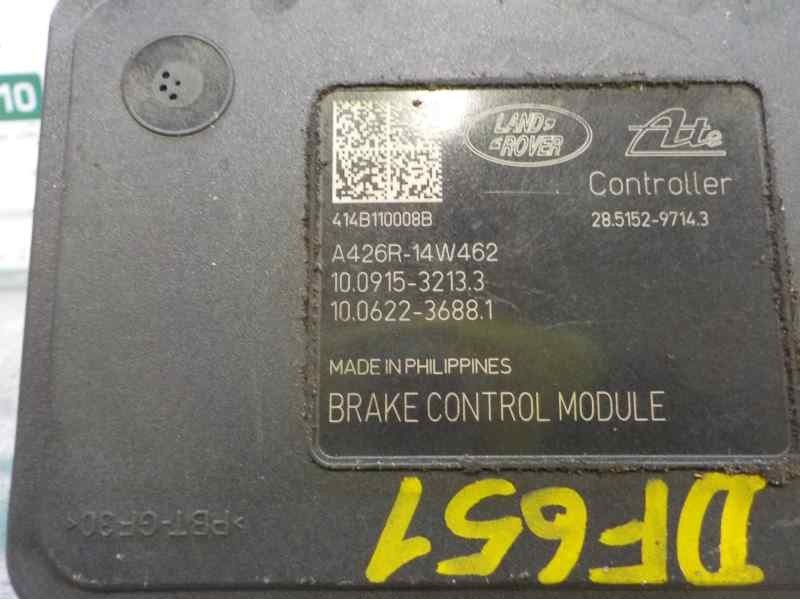 10
LAND
ROVER
Ate
Controller
414B110008B
28.5152-9714.3
A426R-14W462
10.0915-3213.3
10.0622-3688.1
MADE IN PHILIPPINES
BRAKE CONTROL MODULE
>PBT-GF30<
DF651